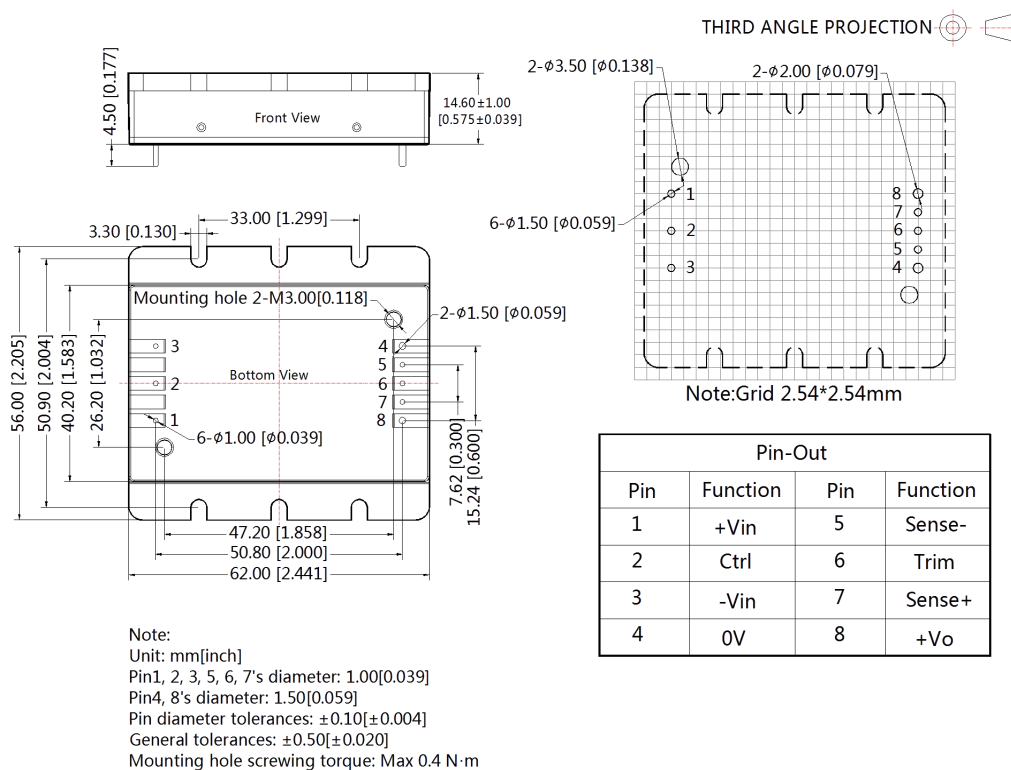 THIRD ANGLE PROJECTION
4.50 [0.177]
Front View
14.60±1.00
[0.575±0.039]
2-ϕ3.50 [ϕ0.138]
2-ϕ2.00 [ϕ0.079]
6-ϕ1.50 [ϕ0.059]
1
2
3
8
7
6
5
4
Note:Grid 2.54*2.54mm
33.00 [1.299]
3.30 [0.130]
Mounting hole 2-M3.00[0.118]
2-ϕ1.50 [ϕ0.059]
56.00 [2.205]
50.90 [2.004]
40.20 [1.583]
26.20 [1.032]
3
2
1
Bottom View
4
5
6
7
8
6-ϕ1.00 [ϕ0.039]
7.62 [0.300]
15.24 [0.600]
47.20 [1.858]
50.80 [2.000]
62.00 [2.441]
Pin-Out
Pin Function Pin Function
1 +Vin 5 Sense-
2 Ctrl 6 Trim
3 -Vin 7 Sense+
4 0V 8 +Vo
Note:
Unit: mm[inch]
Pin1, 2, 3, 5, 6, 7's diameter: 1.00[0.039]
Pin4, 8's diameter: 1.50[0.059]
Pin diameter tolerances: ±0.10[±0.004]
General tolerances: ±0.50[±0.020]
Mounting hole screwing torque: Max 0.4 N·m